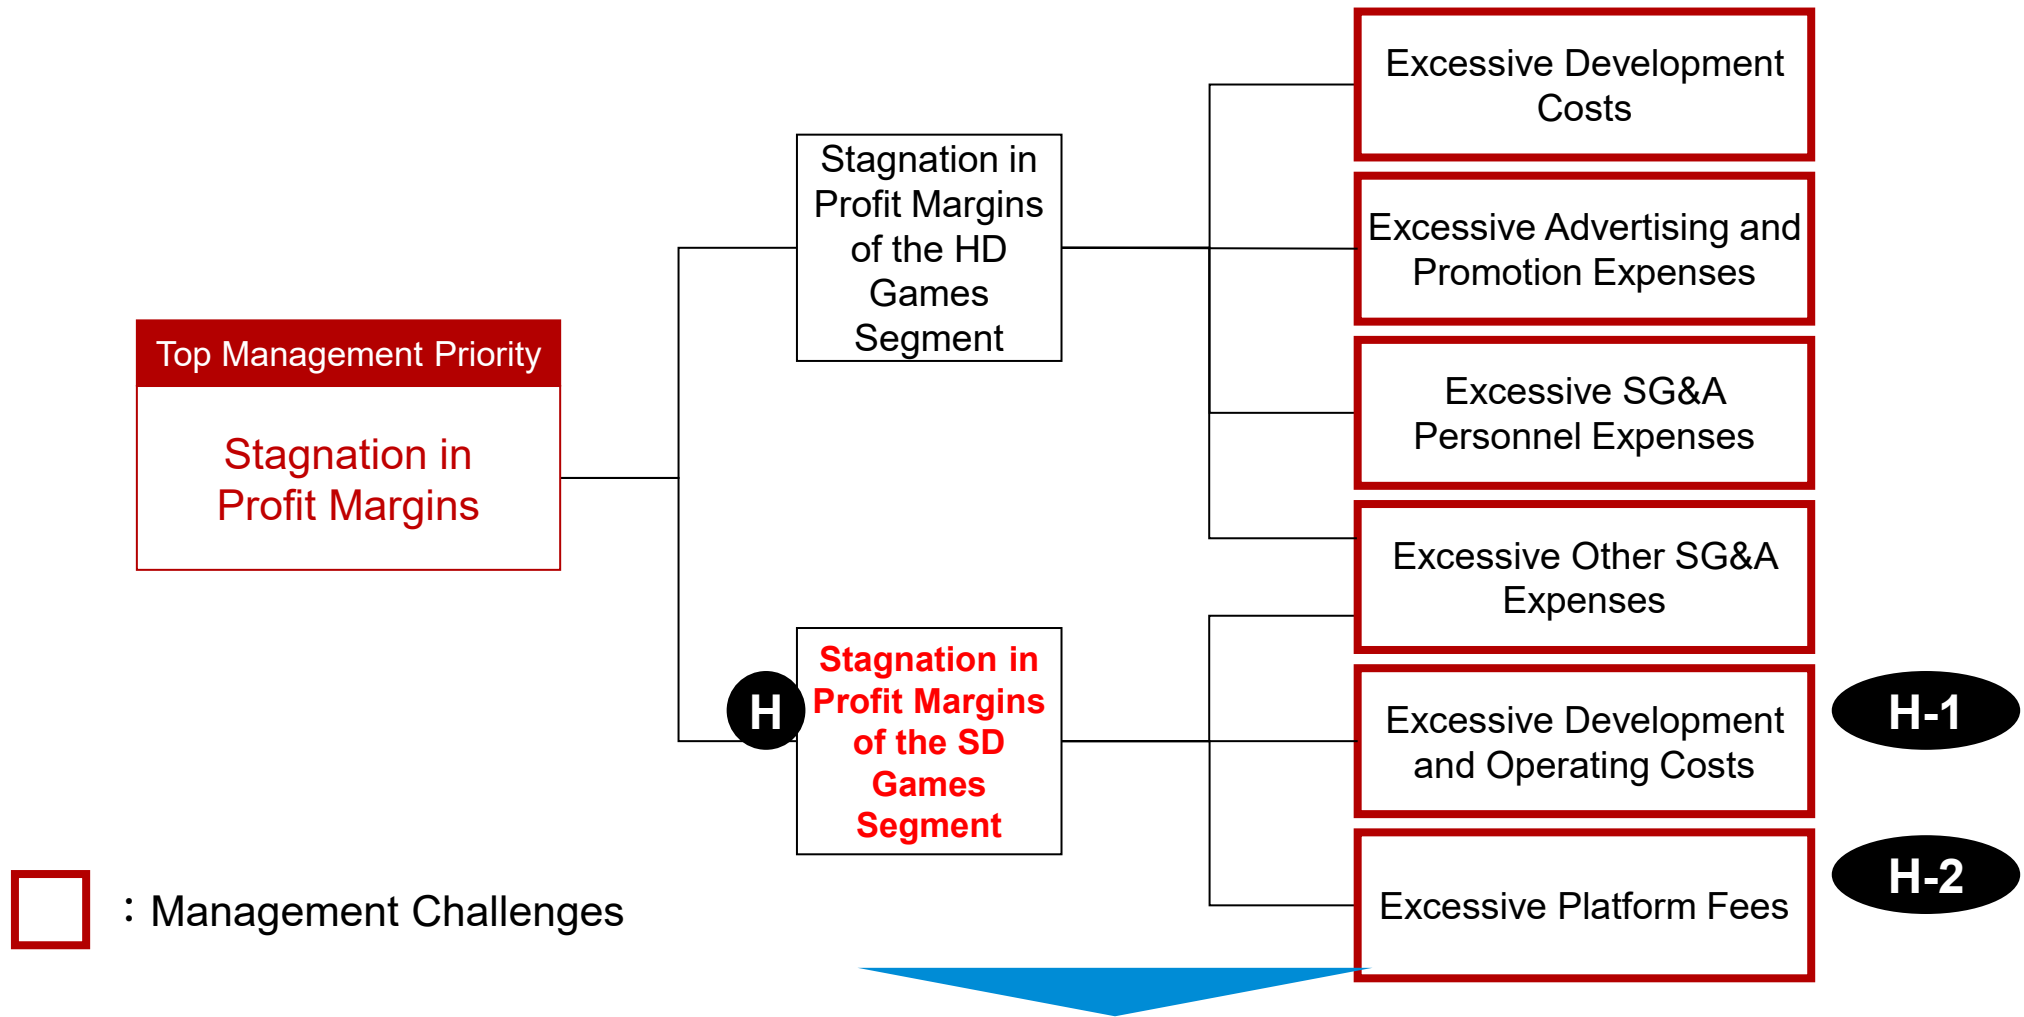 Top Management Priority
Stagnation in
Profit Margins
Stagnation in
Profit Margins
of the HD
Games
Segment
H
Stagnation in
Profit Margins
of the SD
Games
Segment
Excessive Development
Costs
Excessive Advertising and
Promotion Expenses
Excessive SG&A
Personnel Expenses
Excessive Other SG&A
Expenses
Excessive Development
and Operating Costs
H-1
Excessive Platform Fees
H-2
：Management Challenges